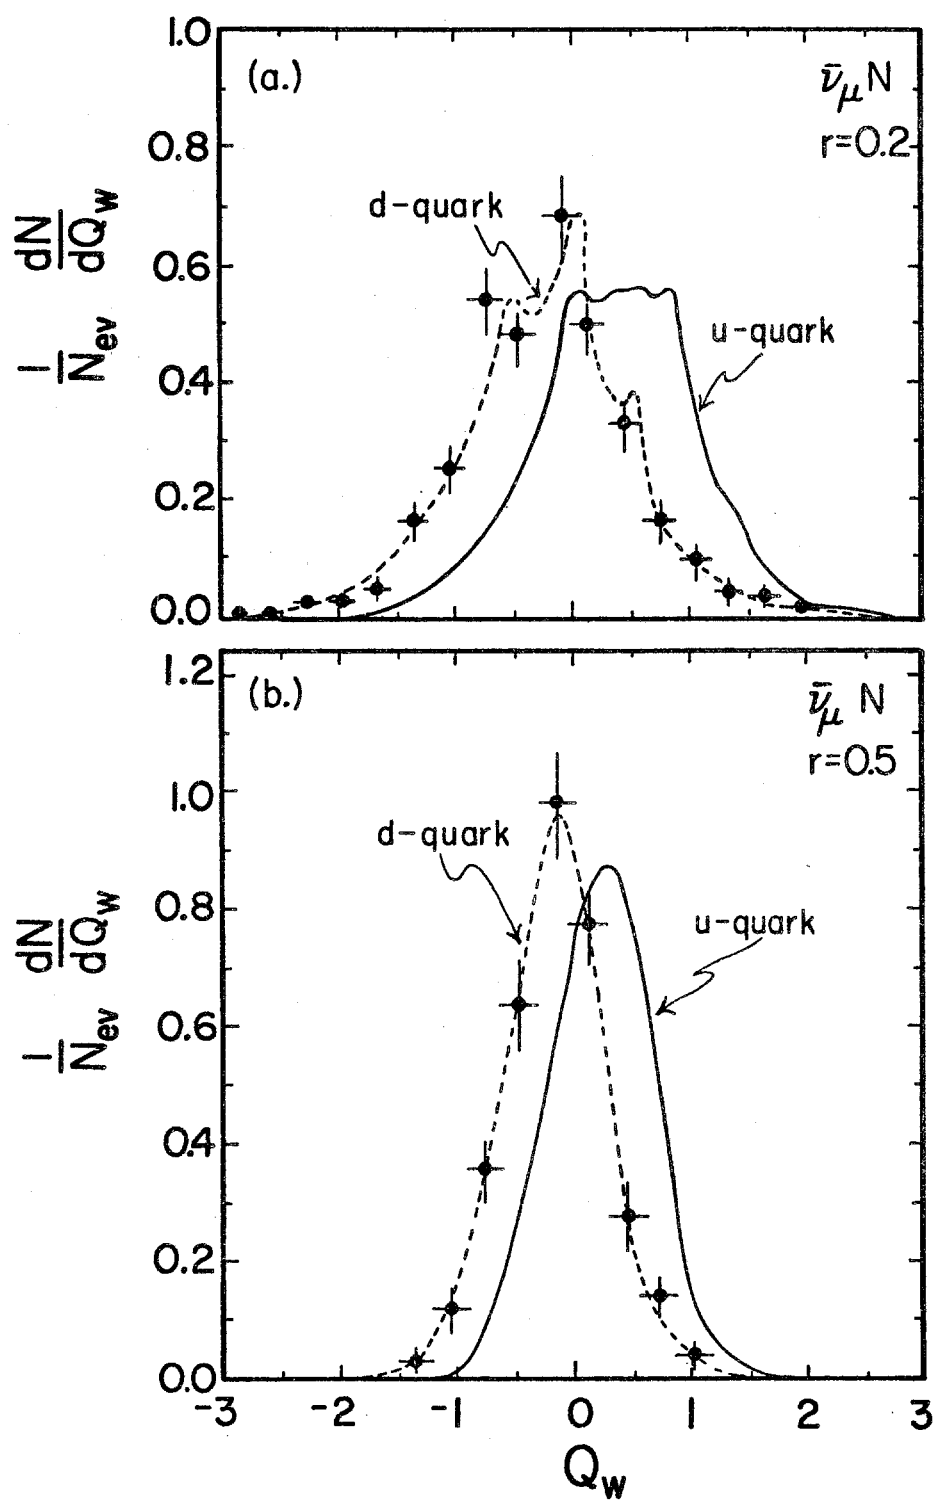 1.0
(a.)
ν̄μ N
r=0.2
0.8
d-quark
0.6
u-quark
1/Nev dN/dQw
0.4
0.2
0.0
1.2
(b.)
ν̄μ N
r=0.5
1.0
d-quark
0.8
u-quark
1/Nev dN/dQw
0.6
0.4
0.2
0.0
-3 -2 -1 0 1 2 3
Qw